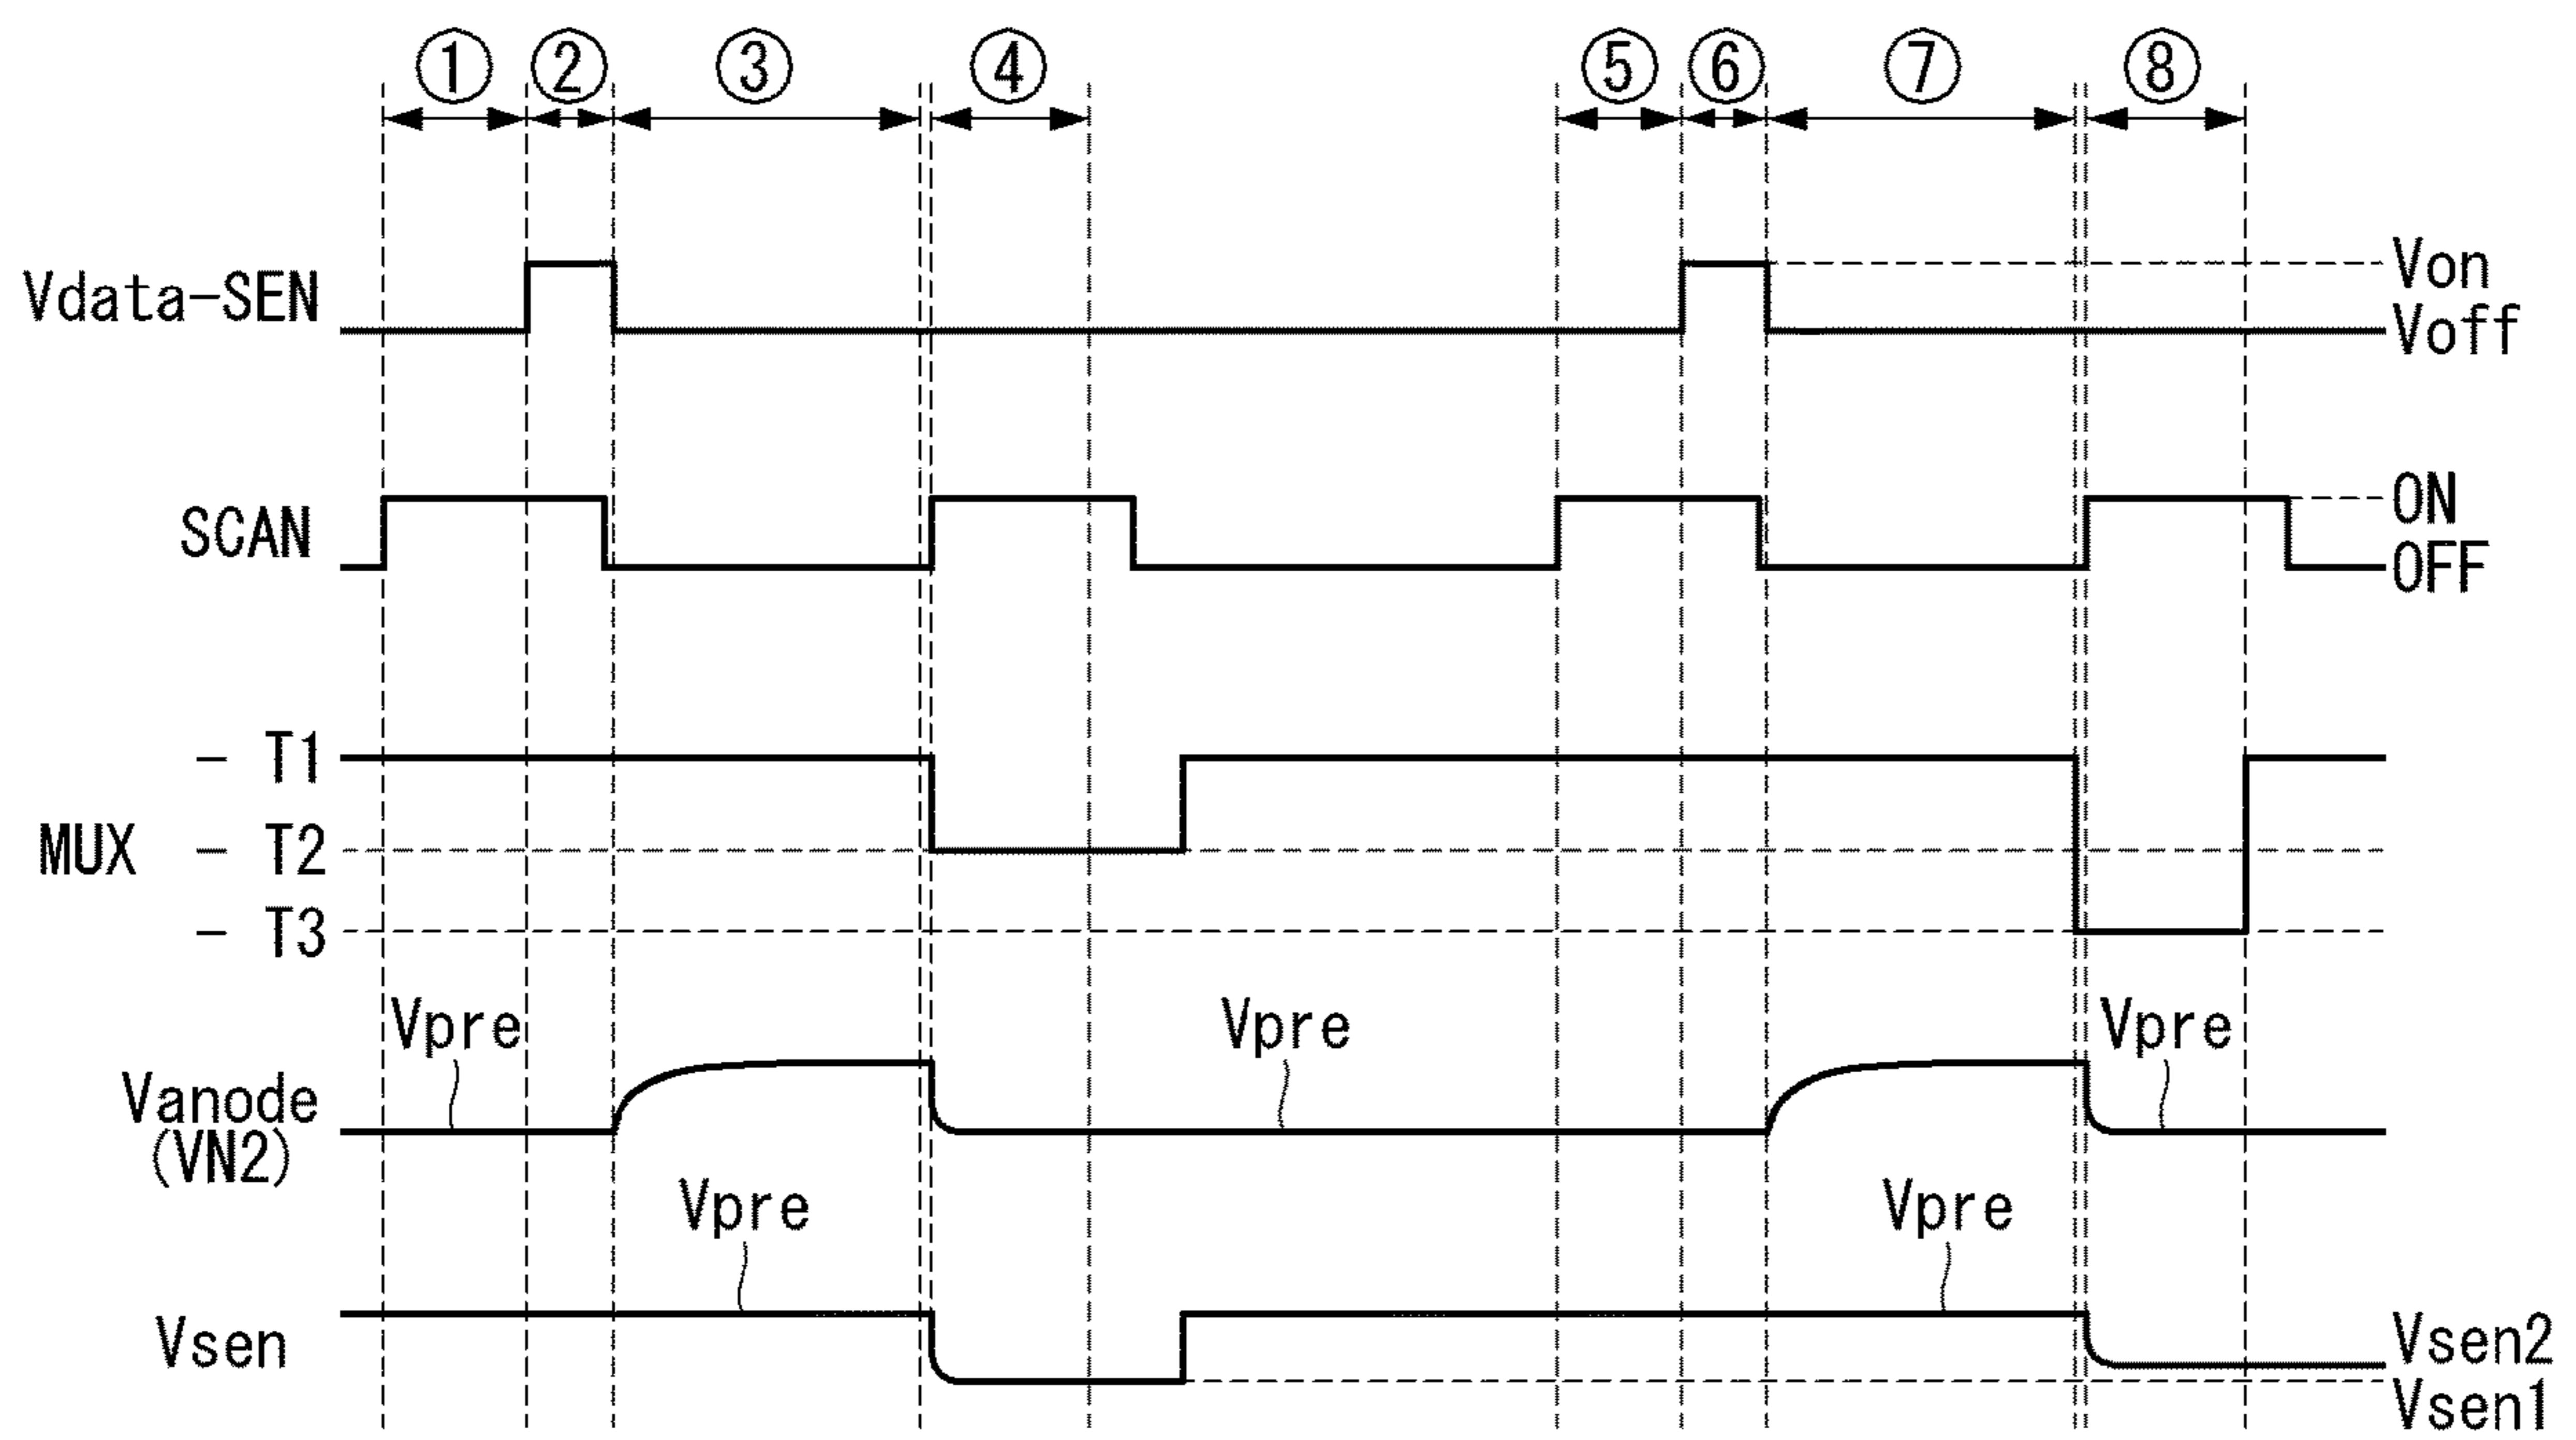 ① ② ③ ④ ⑤ ⑥ ⑦ ⑧
Vdata-SEN
Von
Voff
SCAN
ON
OFF
MUX
- T1
- T2
- T3
Vpre
Vpre
Vpre
Vanode
(VN2)
Vpre
Vpre
Vsen
Vsen2
Vsen1